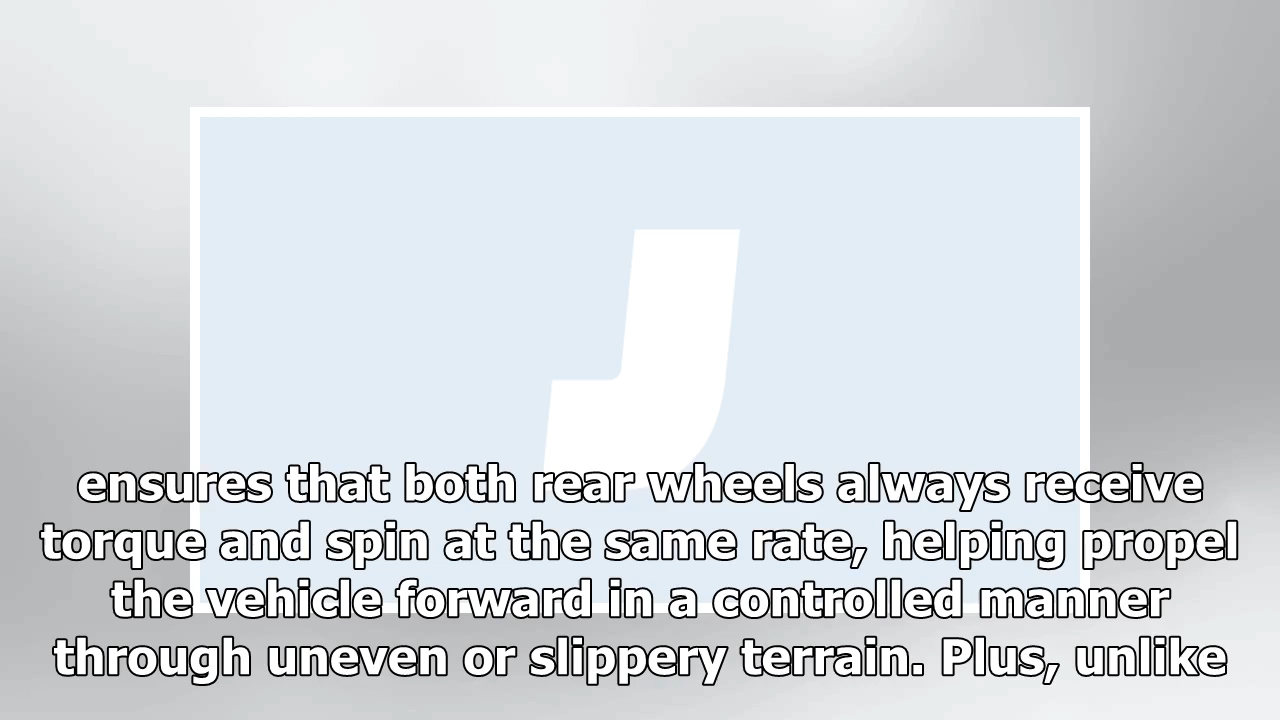 ensures that both rear wheels always receive
torque and spin at the same rate, helping propel
the vehicle forward in a controlled manner
through uneven or slippery terrain. Plus, unlike